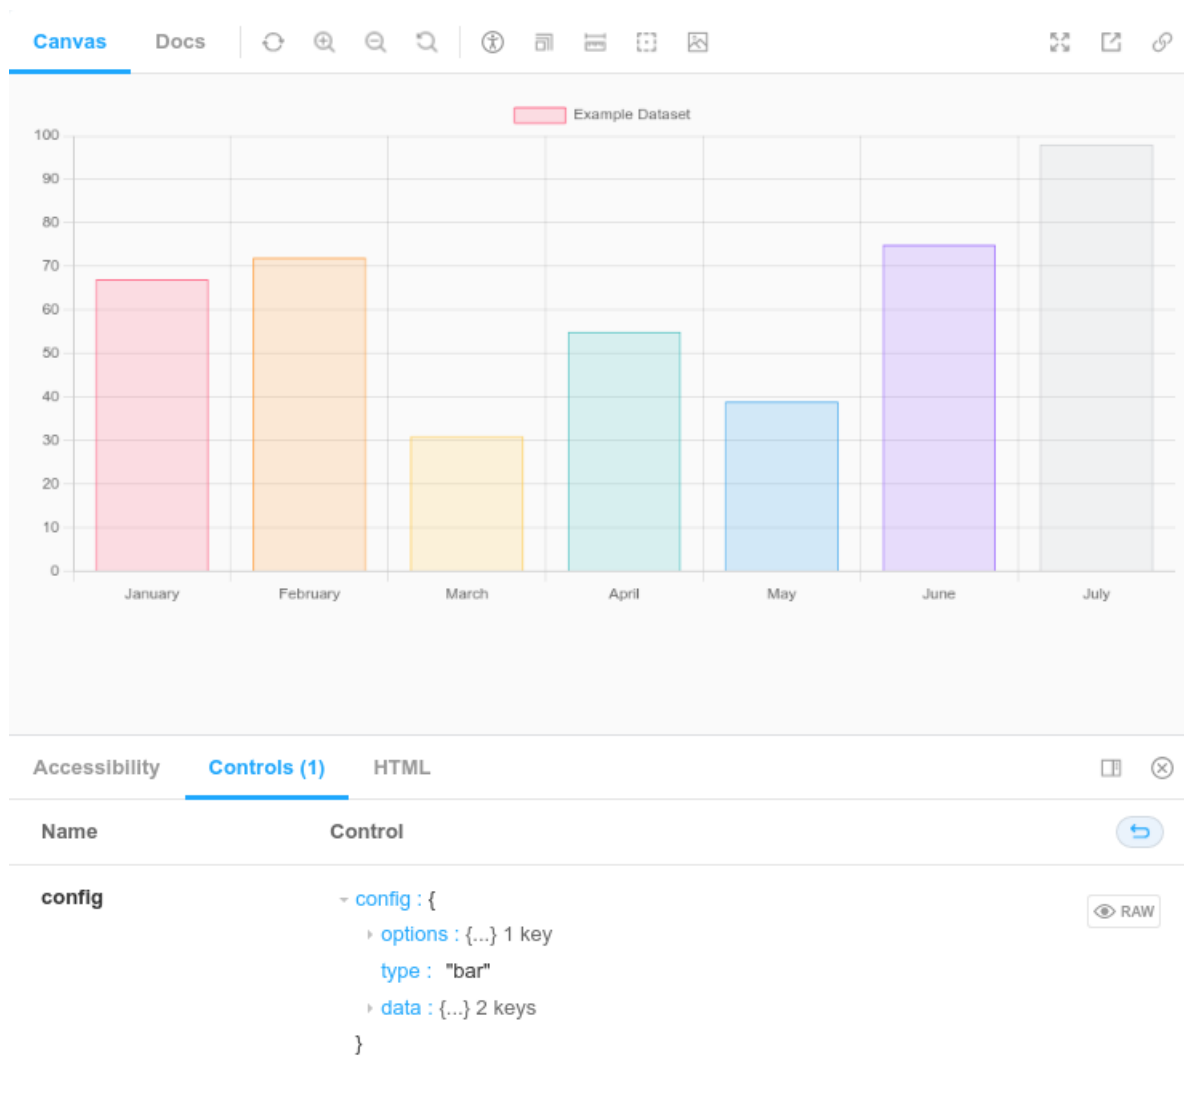 Canvas Docs
Example Dataset
100
90
80
70
60
50
40
30
20
10
0
January February March April May June July
Accessibility Controls (1) HTML
Name Control
config config : { RAW
options : {...} 1 key
type : "bar"
data : {...} 2 keys
}